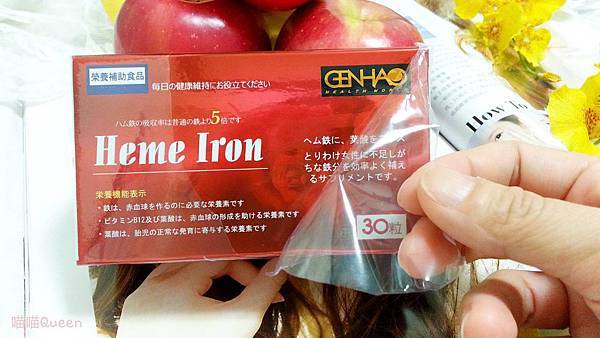 栄養補助食品
毎日の健康維持にお役立てください
GENHAO
HEALTH WORLD
ヘム鉄の吸収率は普通の鉄より5倍です
Heme Iron
ヘム鉄に、葉酸を
とりわけ女性に不足しが
ちな鉄分を効率よく補え
るサプリメントです。
栄養機能表示
・鉄は、赤血球を作るのに必要な栄養素です
・ビタミンB12及び葉酸は、赤血球の形成を助ける栄養素です
・葉酸は、胎児の正常な発育に寄与する栄養素です
30粒
How To
喵喵Queen